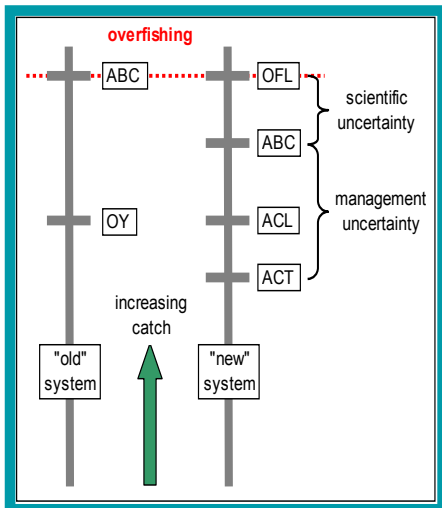 overfishing
ABC
OFL
scientific
uncertainty
ABC
management
uncertainty
OY
ACL
ACT
increasing
catch
"old"
system
"new"
system